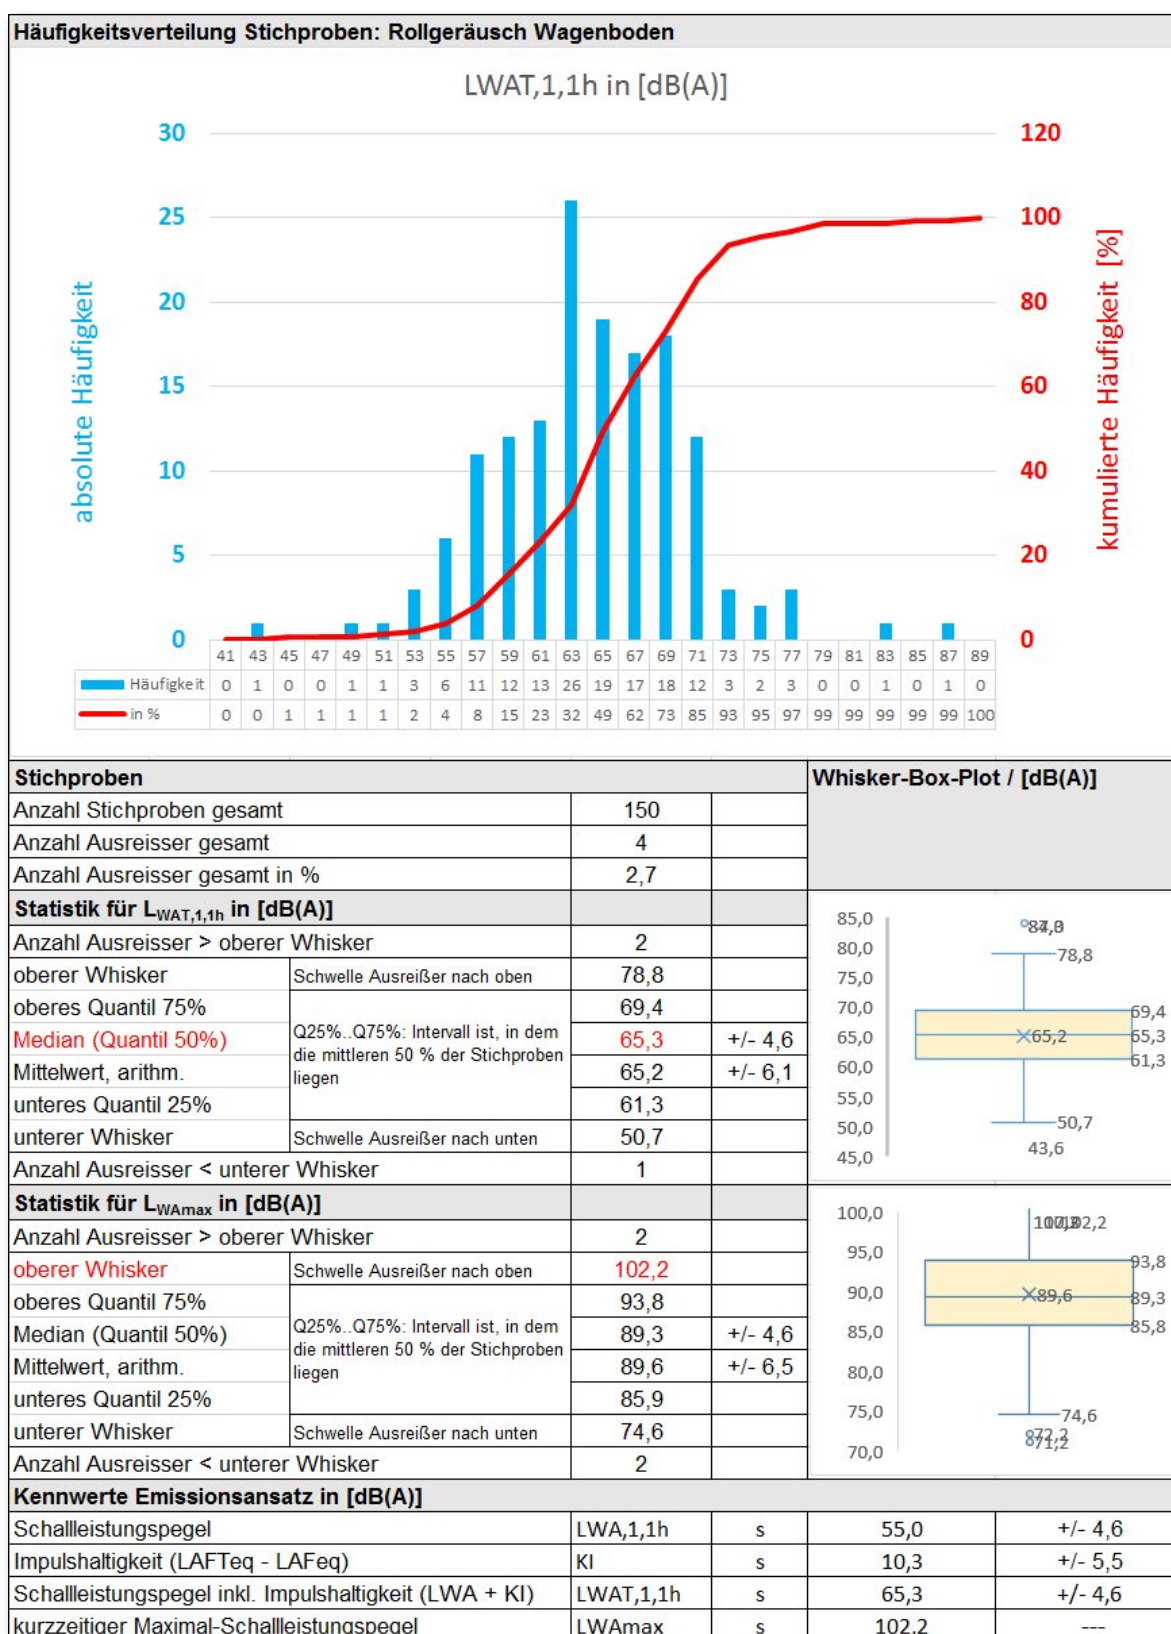 Häufigkeitsverteilung Stichproben: Rollgeräusch Wagenboden
LWAT,1,1h in [dB(A)]
30
25
20
15
10
5
0
absolute Häufigkeit
120
100
80
60
40
20
0
kumulierte Häufigkeit [%]
41 43 45 47 49 51 53 55 57 59 61 63 65 67 69 71 73 75 77 79 81 83 85 87 89
Häufigkeit 0 1 0 0 1 1 3 6 11 12 13 26 19 17 18 12 3 2 3 0 0 1 0 1 0
in % 0 0 1 1 1 1 2 4 8 15 23 32 49 62 73 85 93 95 97 99 99 99 99 99 100
Stichproben
Whisker-Box-Plot / [dB(A)]
Anzahl Stichproben gesamt 150
Anzahl Ausreisser gesamt 4
Anzahl Ausreisser gesamt in % 2,7
Statistik für LWAT,1,1h in [dB(A)]
Anzahl Ausreisser > oberer Whisker 2
oberer Whisker Schwelle Ausreißer nach oben 78,8
oberes Quantil 75% 69,4
Median (Quantil 50%) 65,3 +/- 4,6
Q25%..Q75%: Intervall ist, in dem
die mittleren 50 % der Stichproben
liegen
Mittelwert, arithm. 65,2 +/- 6,1
unteres Quantil 25% 61,3
unterer Whisker Schwelle Ausreißer nach unten 50,7
Anzahl Ausreisser < unterer Whisker 1
85,0
80,0
75,0
70,0
65,0
60,0
55,0
50,0
45,0
78,8
69,4
65,2
65,3
61,3
50,7
43,6
Statistik für LWAmax in [dB(A)]
Anzahl Ausreisser > oberer Whisker 2
oberer Whisker Schwelle Ausreißer nach oben 102,2
oberes Quantil 75% 93,8
Median (Quantil 50%) 89,3 +/- 4,6
Q25%..Q75%: Intervall ist, in dem
die mittleren 50 % der Stichproben
liegen
Mittelwert, arithm. 89,6 +/- 6,5
unteres Quantil 25% 85,9
unterer Whisker Schwelle Ausreißer nach unten 74,6
Anzahl Ausreisser < unterer Whisker 2
100,0
95,0
90,0
85,0
80,0
75,0
70,0
93,8
89,6
89,3
85,8
74,6
72,2
71,2
Kennwerte Emissionsansatz in [dB(A)]
Schallleistungspegel LWA,1,1h s 55,0 +/- 4,6
Impulshaltigkeit (LAFTeq - LAFeq) KI s 10,3 +/- 5,5
Schallleistungspegel inkl. Impulshaltigkeit (LWA + KI) LWAT,1,1h s 65,3 +/- 4,6
kurzzeitiger Maximal-Schallleistungspegel LWAmax s 102,2 ---